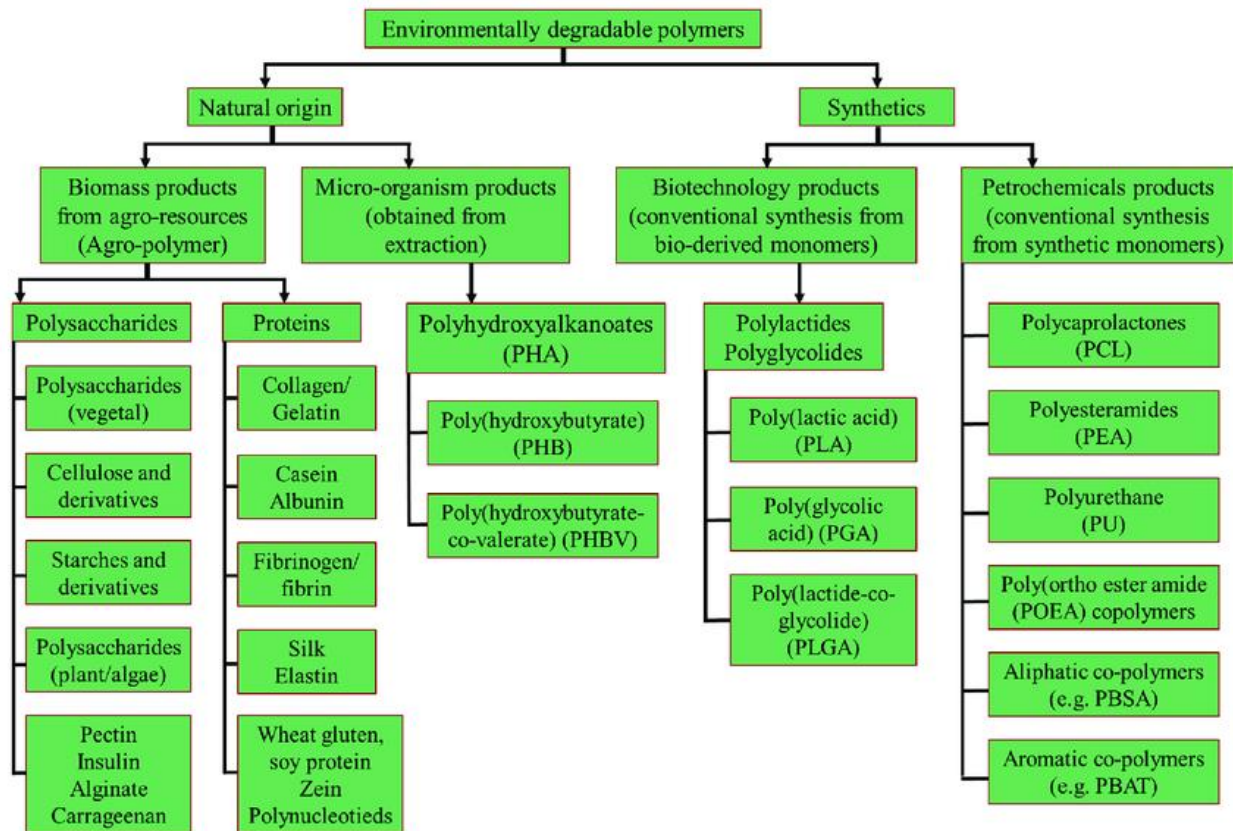 Environmentally degradable polymers
Natural origin
Synthetics
Biomass products
from agro-resources
(Agro-polymer)
Micro-organism products
(obtained from
extraction)
Biotechnology products
(conventional synthesis from
bio-derived monomers)
Petrochemicals products
(conventional synthesis
from synthetic monomers)
Polysaccharides
Polysaccharides
(vegetal)
Cellulose and
derivatives
Starches and
derivatives
Polysaccharides
(plant/algae)
Pectin
Insulin
Alginate
Carrageenan
Proteins
Collagen/
Gelatin
Casein
Albunin
Fibrinogen/
fibrin
Silk
Elastin
Wheat gluten,
soy protein
Zein
Polynucleotieds
Polyhydroxyalkanoates
(PHA)
Poly(hydroxybutyrate)
(PHB)
Poly(hydroxybutyrate-
co-valerate) (PHBV)
Polylactides
Polyglycolides
Poly(lactic acid)
(PLA)
Poly(glycolic
acid) (PGA)
Poly(lactide-co-
glycolide)
(PLGA)
Polycaprolactones
(PCL)
Polyesteramides
(PEA)
Polyurethane
(PU)
Poly(ortho ester amide
(POEA) copolymers
Aliphatic co-polymers
(e.g. PBSA)
Aromatic co-polymers
(e.g. PBAT)